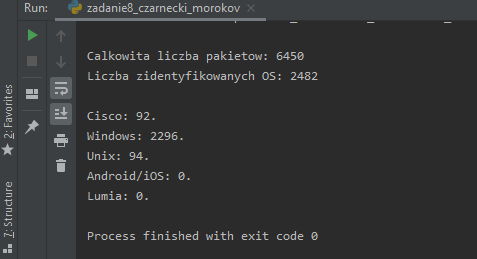 Run: zadanie8_czarnecki_morokov ×
Calkowita liczba pakietow: 6450
Liczba zidentyfikowanych OS: 2482
Cisco: 92.
Windows: 2296.
Unix: 94.
Android/iOS: 0.
Lumia: 0.
Process finished with exit code 0
2: Favorites
7: Structure